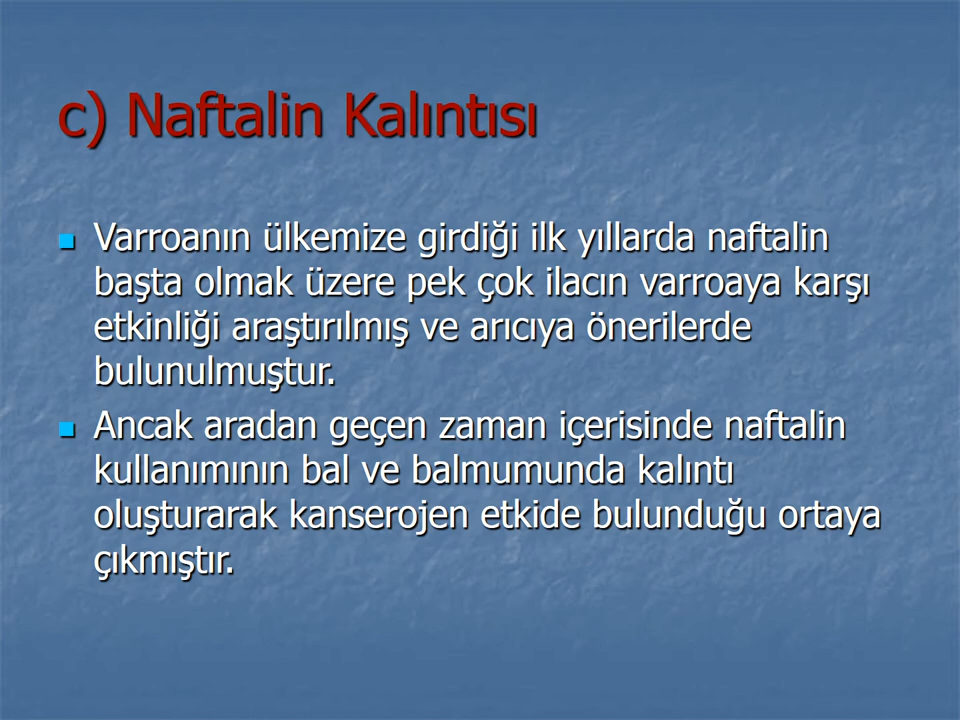 c) Naftalin Kalıntısı
Varroanın ülkemize girdiği ilk yıllarda naftalin
başta olmak üzere pek çok ilacın varroaya karşı
etkinliği araştırılmış ve arıcıya önerilerde
bulunulmuştur.
Ancak aradan geçen zaman içerisinde naftalin
kullanımının bal ve balmumunda kalıntı
oluşturarak kanserojen etkide bulunduğu ortaya
çıkmıştır.